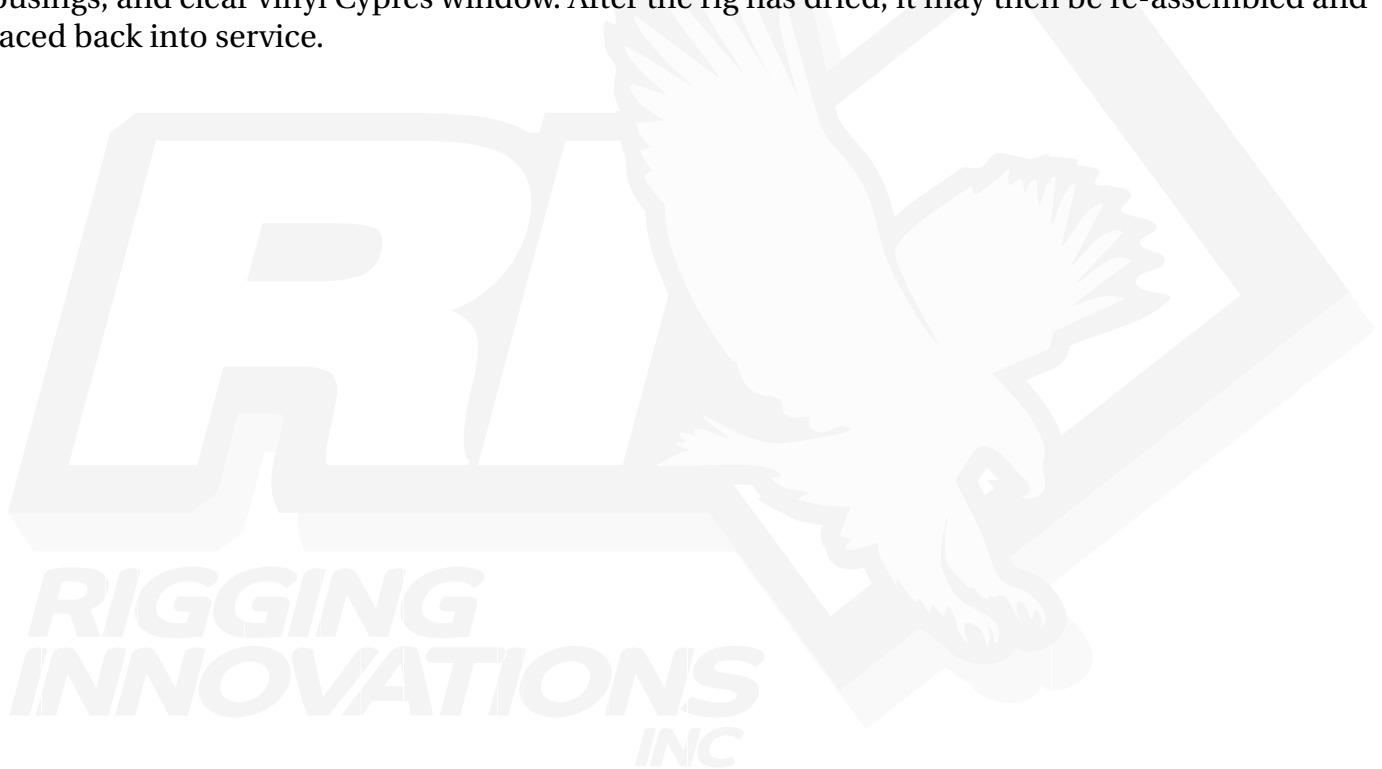 ousings, and clear vinyl Cypres window. After the rig has dried, it may then be re-assembled and
aced back into service.
RI
RIGGING
INNOVATIONS
INC